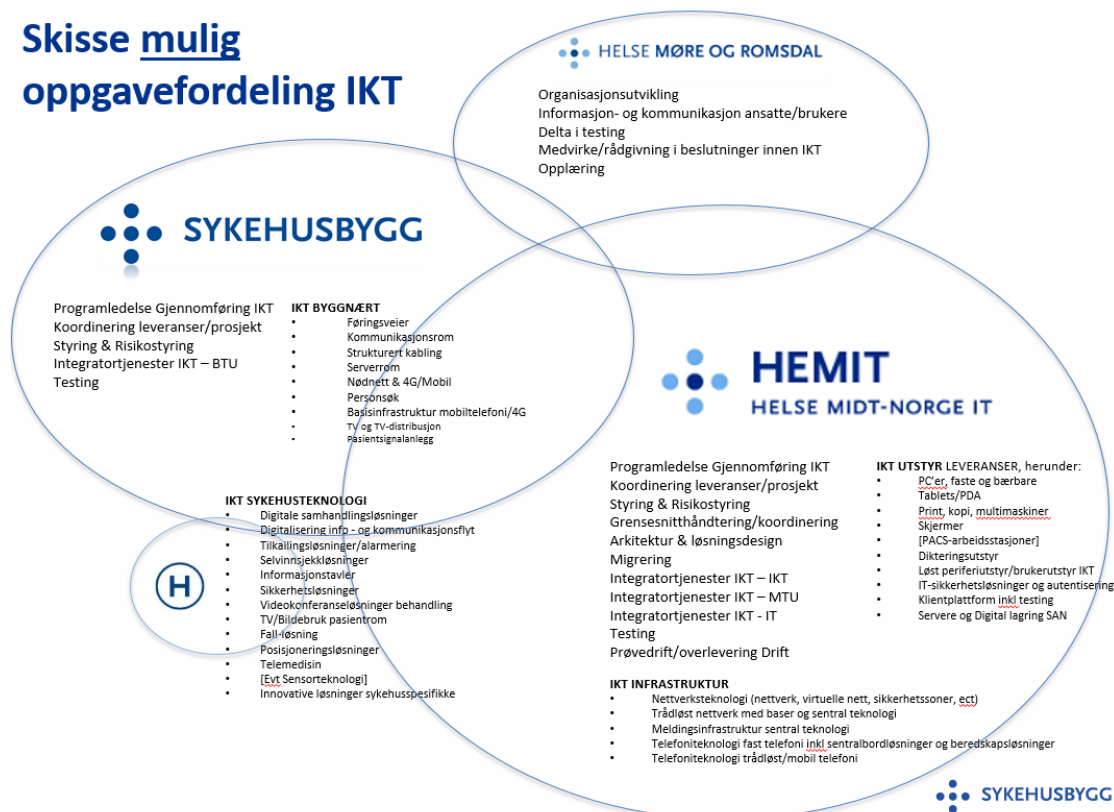 Skisse mulig
oppgavefordeling IKT
HELSE MØRE OG ROMSDAL
Organisasjonsutvikling
Informasjon- og kommunikasjon ansatte/brukere
Delta i testing
Medvirke/rådgivning i beslutninger innen IKT
Opplæring
SYKEHUSBYGG
Programledelse Gjennomføring IKT
Koordinering leveranser/prosjekt
Styring & Risikostyring
Integratortjenester IKT – BTU
Testing
IKT BYGGNÆRT
• Føringsveier
• Kommunikasjonsrom
• Strukturert kabling
• Serverrom
• Nødnett & 4G/Mobil
• Personsøk
• Basisinfrastruktur mobiltelefoni/4G
• TV og TV-distribusjon
• Pasientsignalanlegg
HEMIT
HELSE MIDT-NORGE IT
IKT SYKEHUSTEKNOLOGI
• Digitale samhandlingsløsninger
• Digitalisering info - og kommunikasjonsflyt
• Tilkallingsløsninger/alarmering
• Selvinnsjekkløsninger
• Informasjonstavler
• Sikkerhetsløsninger
• Videokonferanseløsninger behandling
• TV/Bildebruk pasientrom
• Fall-løsning
• Posisjoneringsløsninger
• Telemedisin
• [Evt Sensorteknologi]
• Innovative løsninger sykehusspesifikke
H
Programledelse Gjennomføring IKT
Koordinering leveranser/prosjekt
Styring & Risikostyring
Grensesnitthåndtering/koordinering
Arkitektur & løsningsdesign
Migrering
Integratortjenester IKT – IKT
Integratortjenester IKT – MTU
Integratortjenester IKT - IT
Testing
Prøvedrift/overlevering Drift
IKT UTSTYR LEVERANSER, herunder:
• PC'er, faste og bærbare
• Tablets/PDA
• Print, kopi, multimaskiner
• Skjermer
• [PACS-arbeidsstasjoner]
• Dikteringsutstyr
• Løst periferiutstyr/brukerutstyr IKT
• IT-sikkerhetsløsninger og autentisering
• Klientplattform inkl testing
• Servere og Digital lagring SAN
IKT INFRASTRUKTUR
• Nettverksteknologi (nettverk, virtuelle nett, sikkerhetssoner, ect)
• Trådløst nettverk med baser og sentral teknologi
• Meldingsinfrastruktur sentral teknologi
• Telefoniteknologi fast telefoni inkl sentralbordløsninger og beredskapsløsninger
• Telefoniteknologi trådløst/mobil telefoni
SYKEHUSBYGG